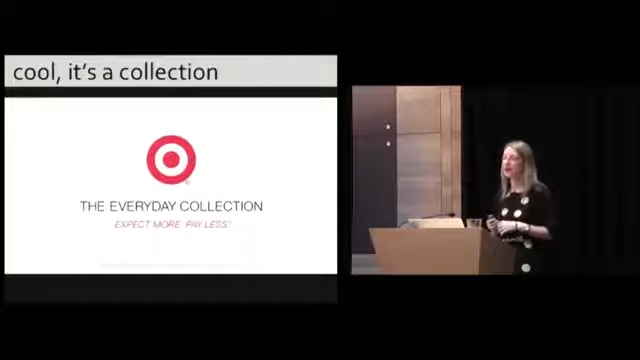 cool, it's a collection
THE EVERYDAY COLLECTION
EXPECT MORE. PAY LESS.